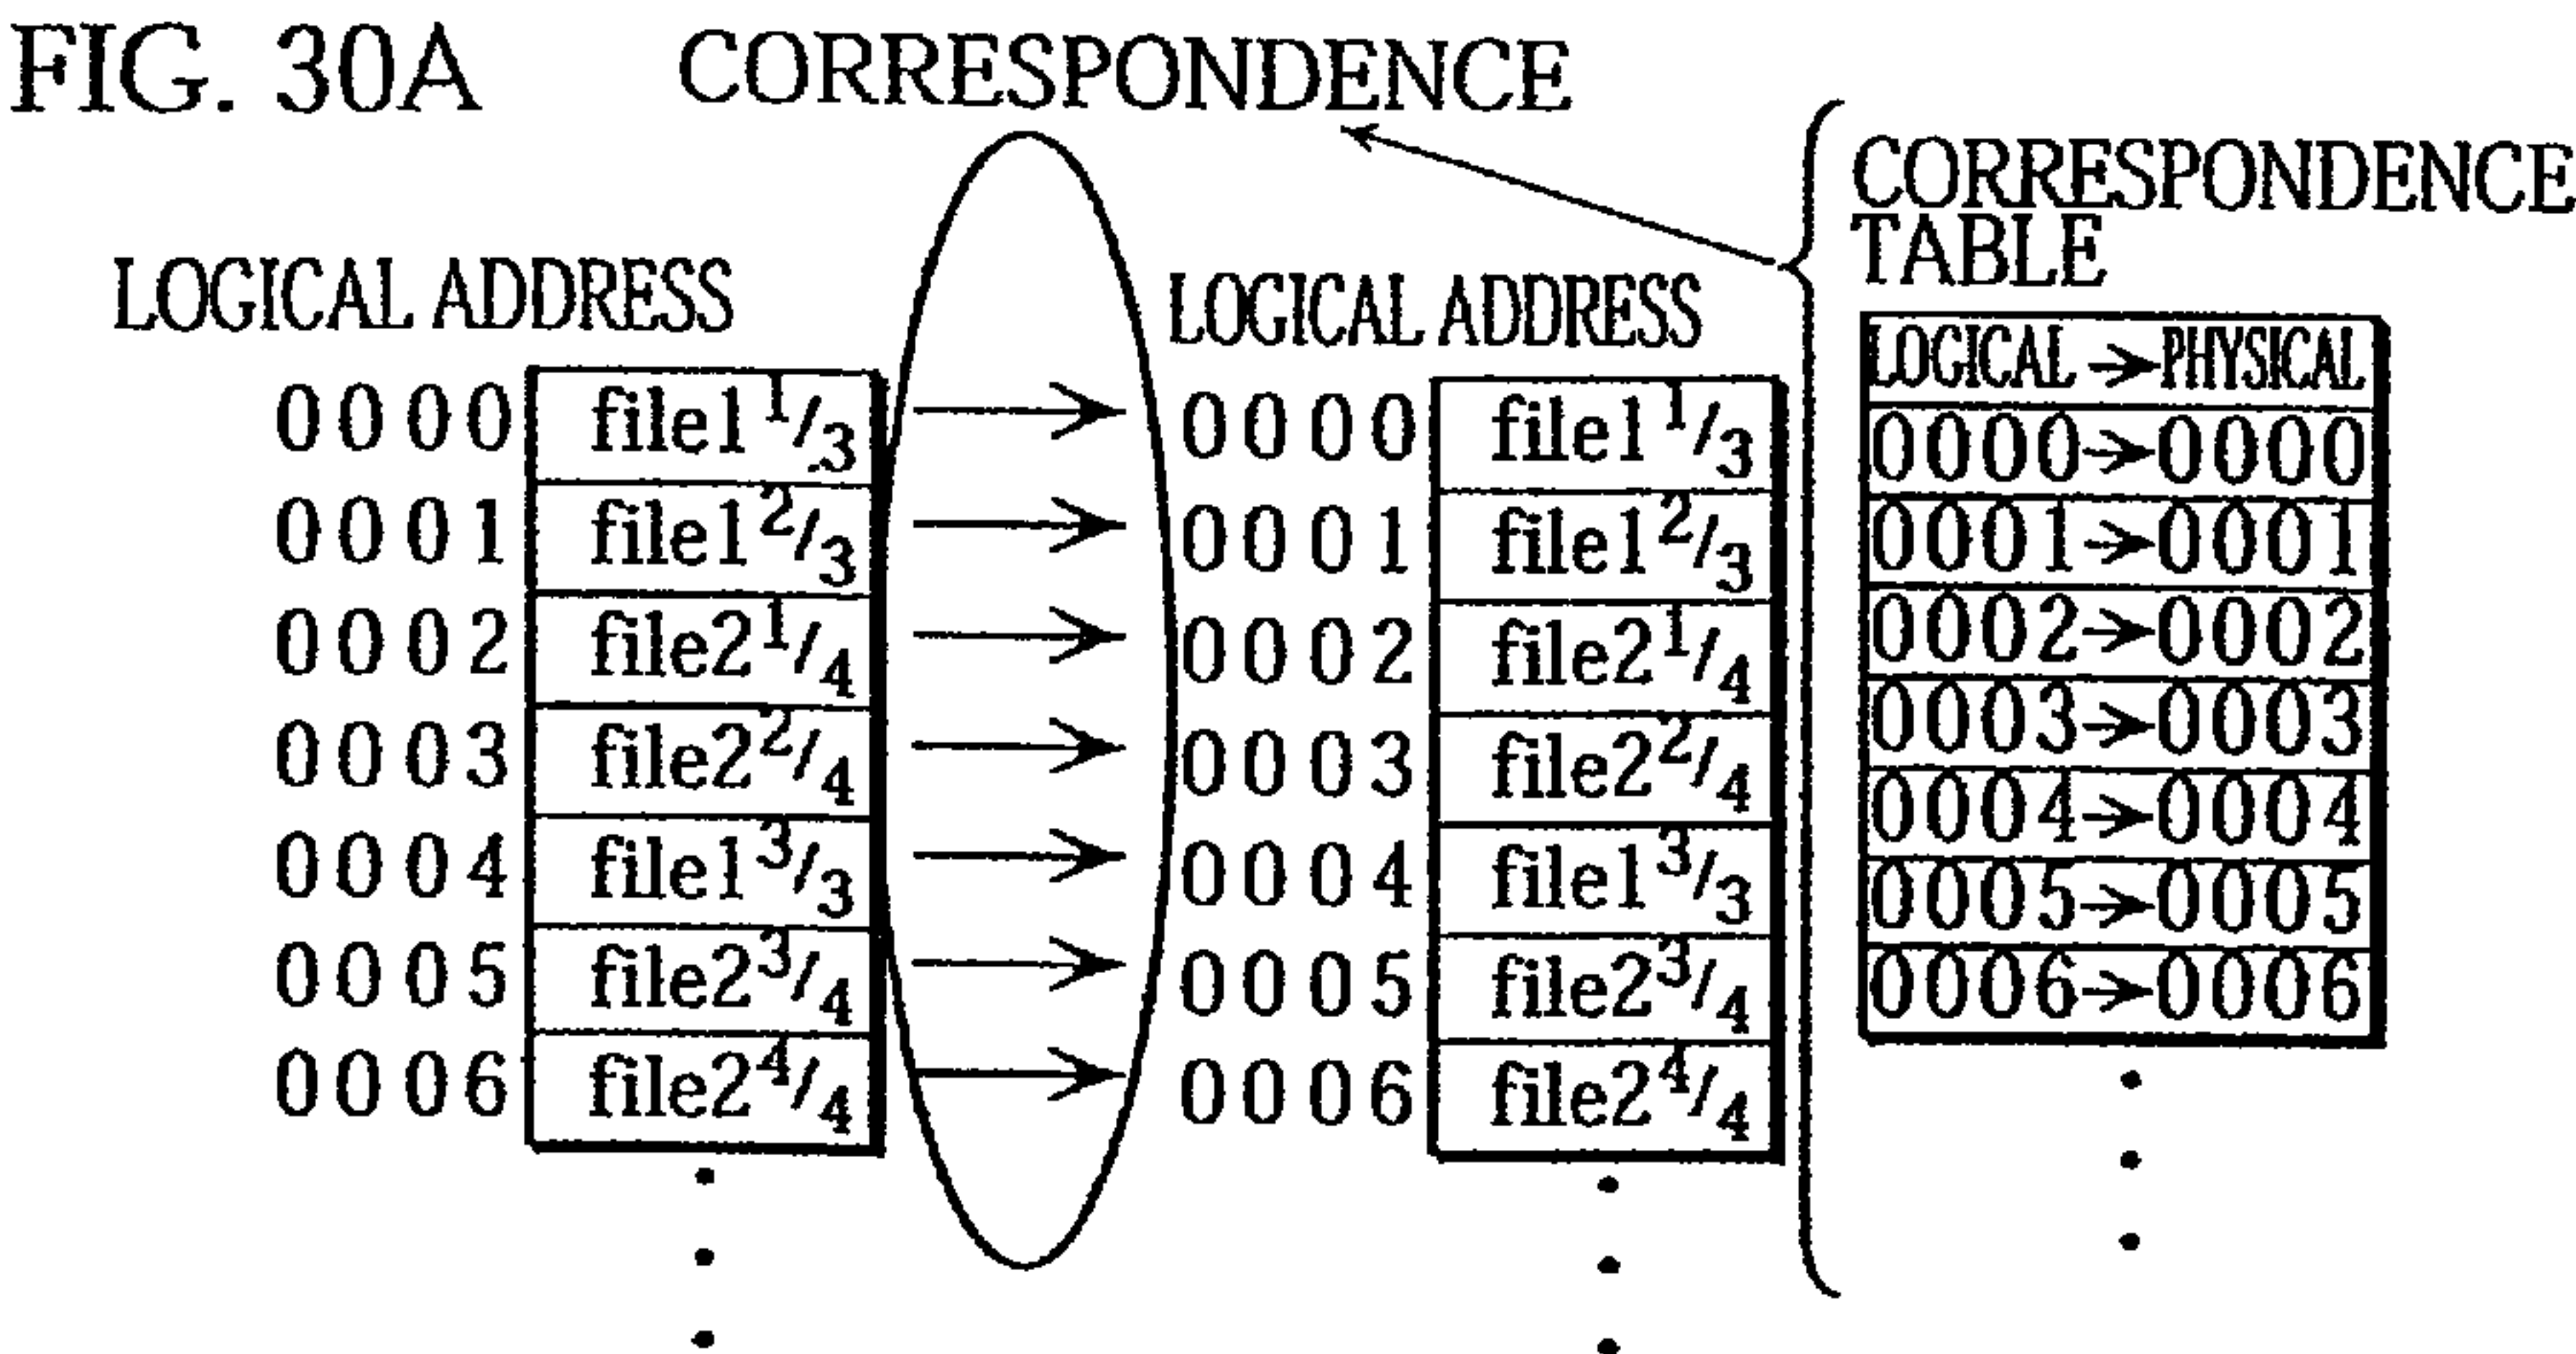 FIG. 30A
CORRESPONDENCE
LOGICAL ADDRESS
0000 file1 1/3
0001 file1 2/3
0002 file2 1/4
0003 file2 2/4
0004 file1 3/3
0005 file2 3/4
0006 file2 4/4
LOGICAL ADDRESS
0000 file1 1/3
0001 file1 2/3
0002 file2 1/4
0003 file2 2/4
0004 file1 3/3
0005 file2 3/4
0006 file2 4/4
CORRESPONDENCE
TABLE
LOGICAL → PHYSICAL
0000 → 0000
0001 → 0001
0002 → 0002
0003 → 0003
0004 → 0004
0005 → 0005
0006 → 0006